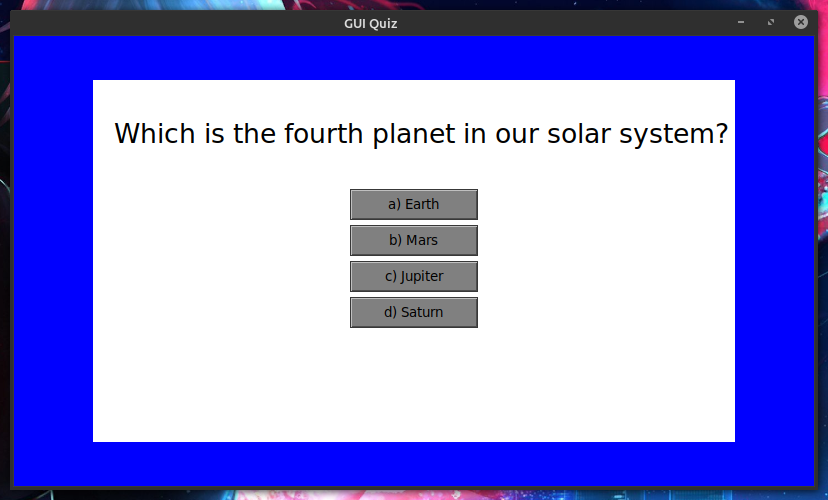 GUI Quiz
Which is the fourth planet in our solar system?
a) Earth
b) Mars
c) Jupiter
d) Saturn